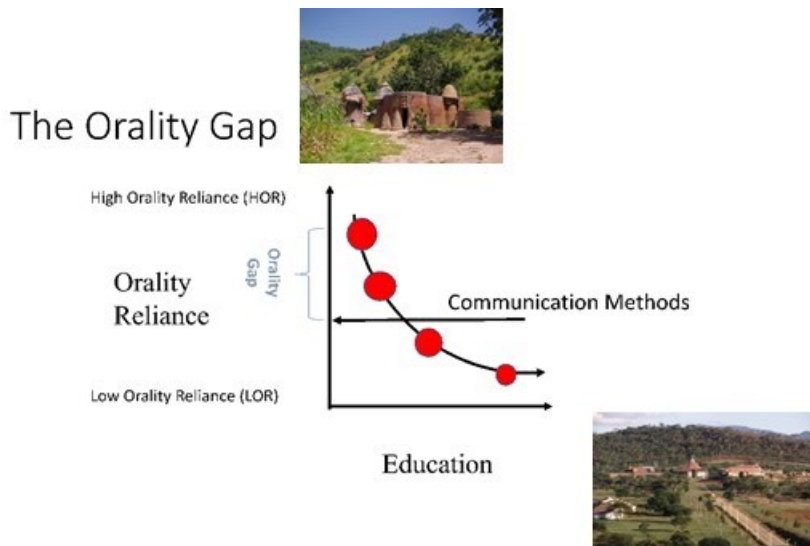 The Orality Gap
High Orality Reliance (HOR)
Orality
Gap
Orality
Reliance
Communication Methods
Low Orality Reliance (LOR)
Education